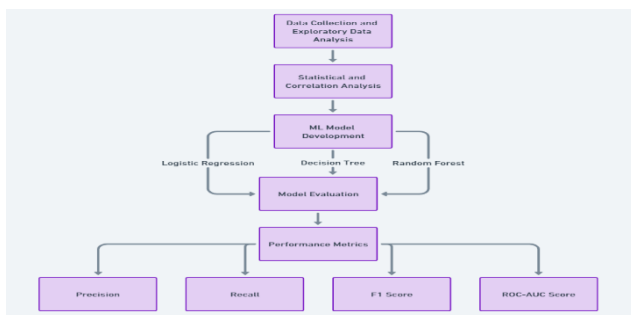 Data Collection and
Exploratory Data
Analysis
Statistical and
Correlation Analysis
ML Model
Development
Logistic Regression
Decision Tree
Random Forest
Model Evaluation
Performance Metrics
Precision
Recall
F1 Score
ROC-AUC Score